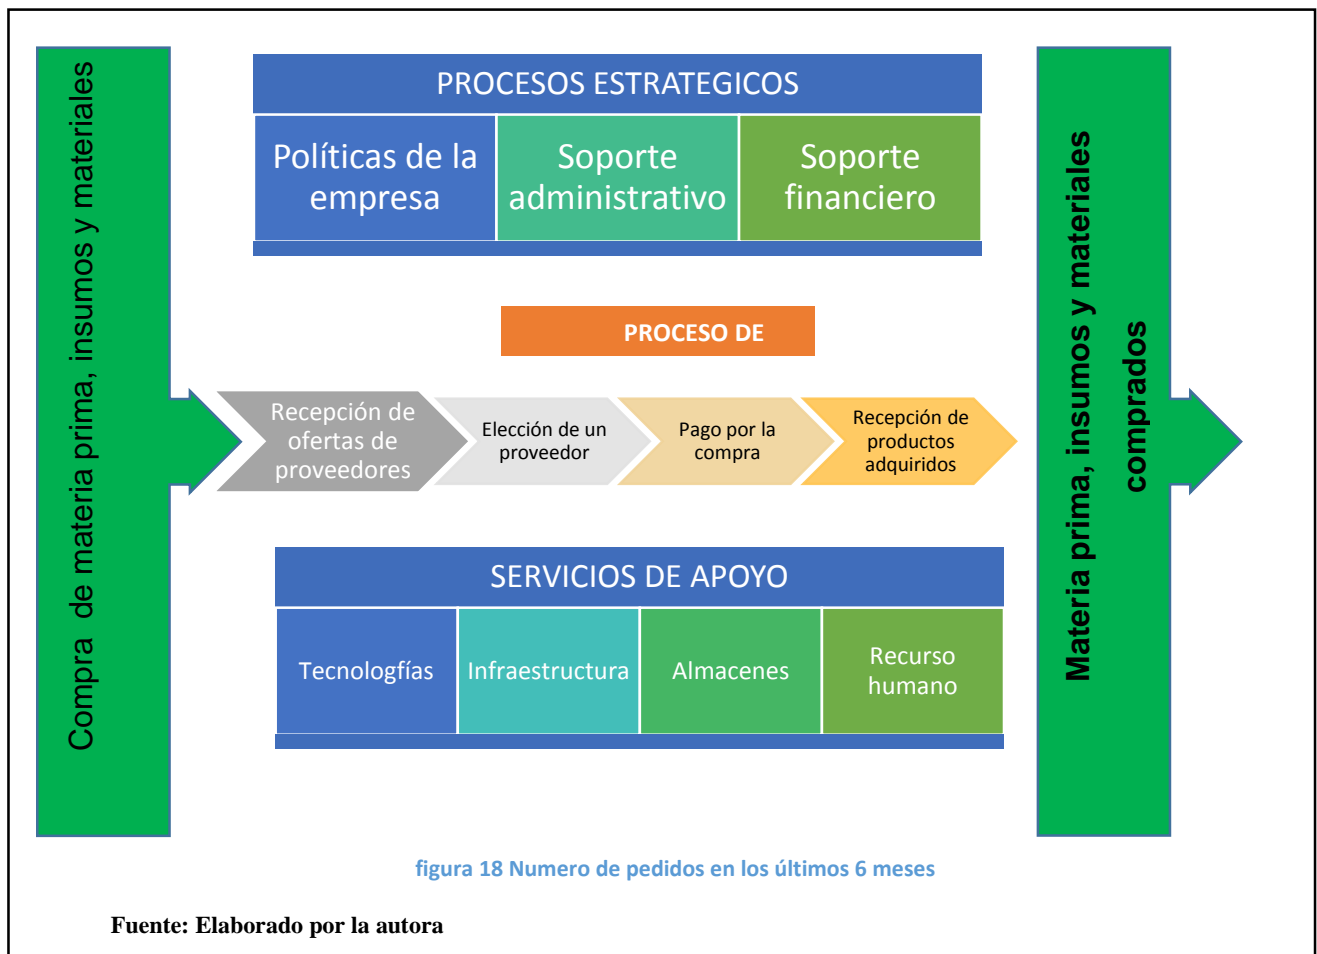 Compra de materia prima, insumos y materiales
PROCESOS ESTRATEGICOS
Políticas de la
empresa
Soporte
administrativo
Soporte
financiero
PROCESO DE
Recepción de
ofertas de
proveedores
Elección de un
proveedor
Pago por la
compra
Recepción de
productos
adquiridos
SERVICIOS DE APOYO
Tecnologfías
Infraestructura
Almacenes
Recurso
humano
Materia prima, insumos y materiales
comprados
figura 18 Numero de pedidos en los últimos 6 meses
Fuente: Elaborado por la autora